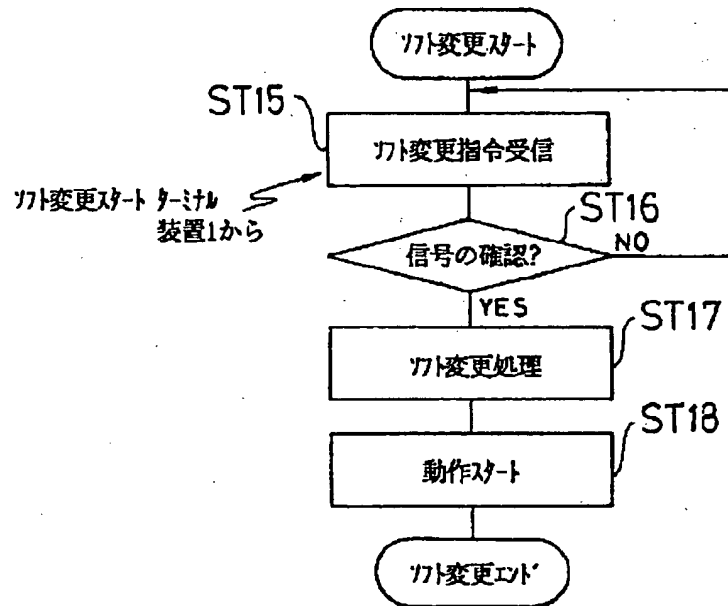 ソフト変更スタート
ST15
ソフト変更指令受信
ソフト変更スタート ターミナル
装置1から
ST16
信号の確認?
NO
YES
ST17
ソフト変更処理
ST18
動作スタート
ソフト変更エンド